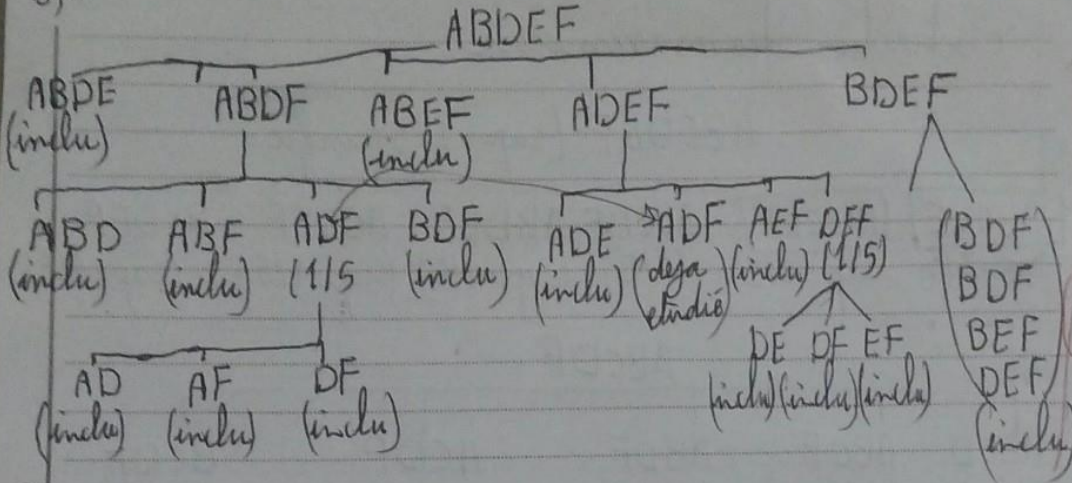 ABDEF
ABDE ABDF ABEF ADEF BDEF
(inclu) (inclu)
ABD ABF ADF BDF ADE ADF AEF DEF (BDF)
(inclu) (inclu) (1/5 (inclu) (inclu) (deja (inclu) (1/5) BDF
etudié) BEF
AD AF DF DE DF EF DEF
(inclu) (inclu) (inclu) (inclu) (inclu) (inclu) (inclu)